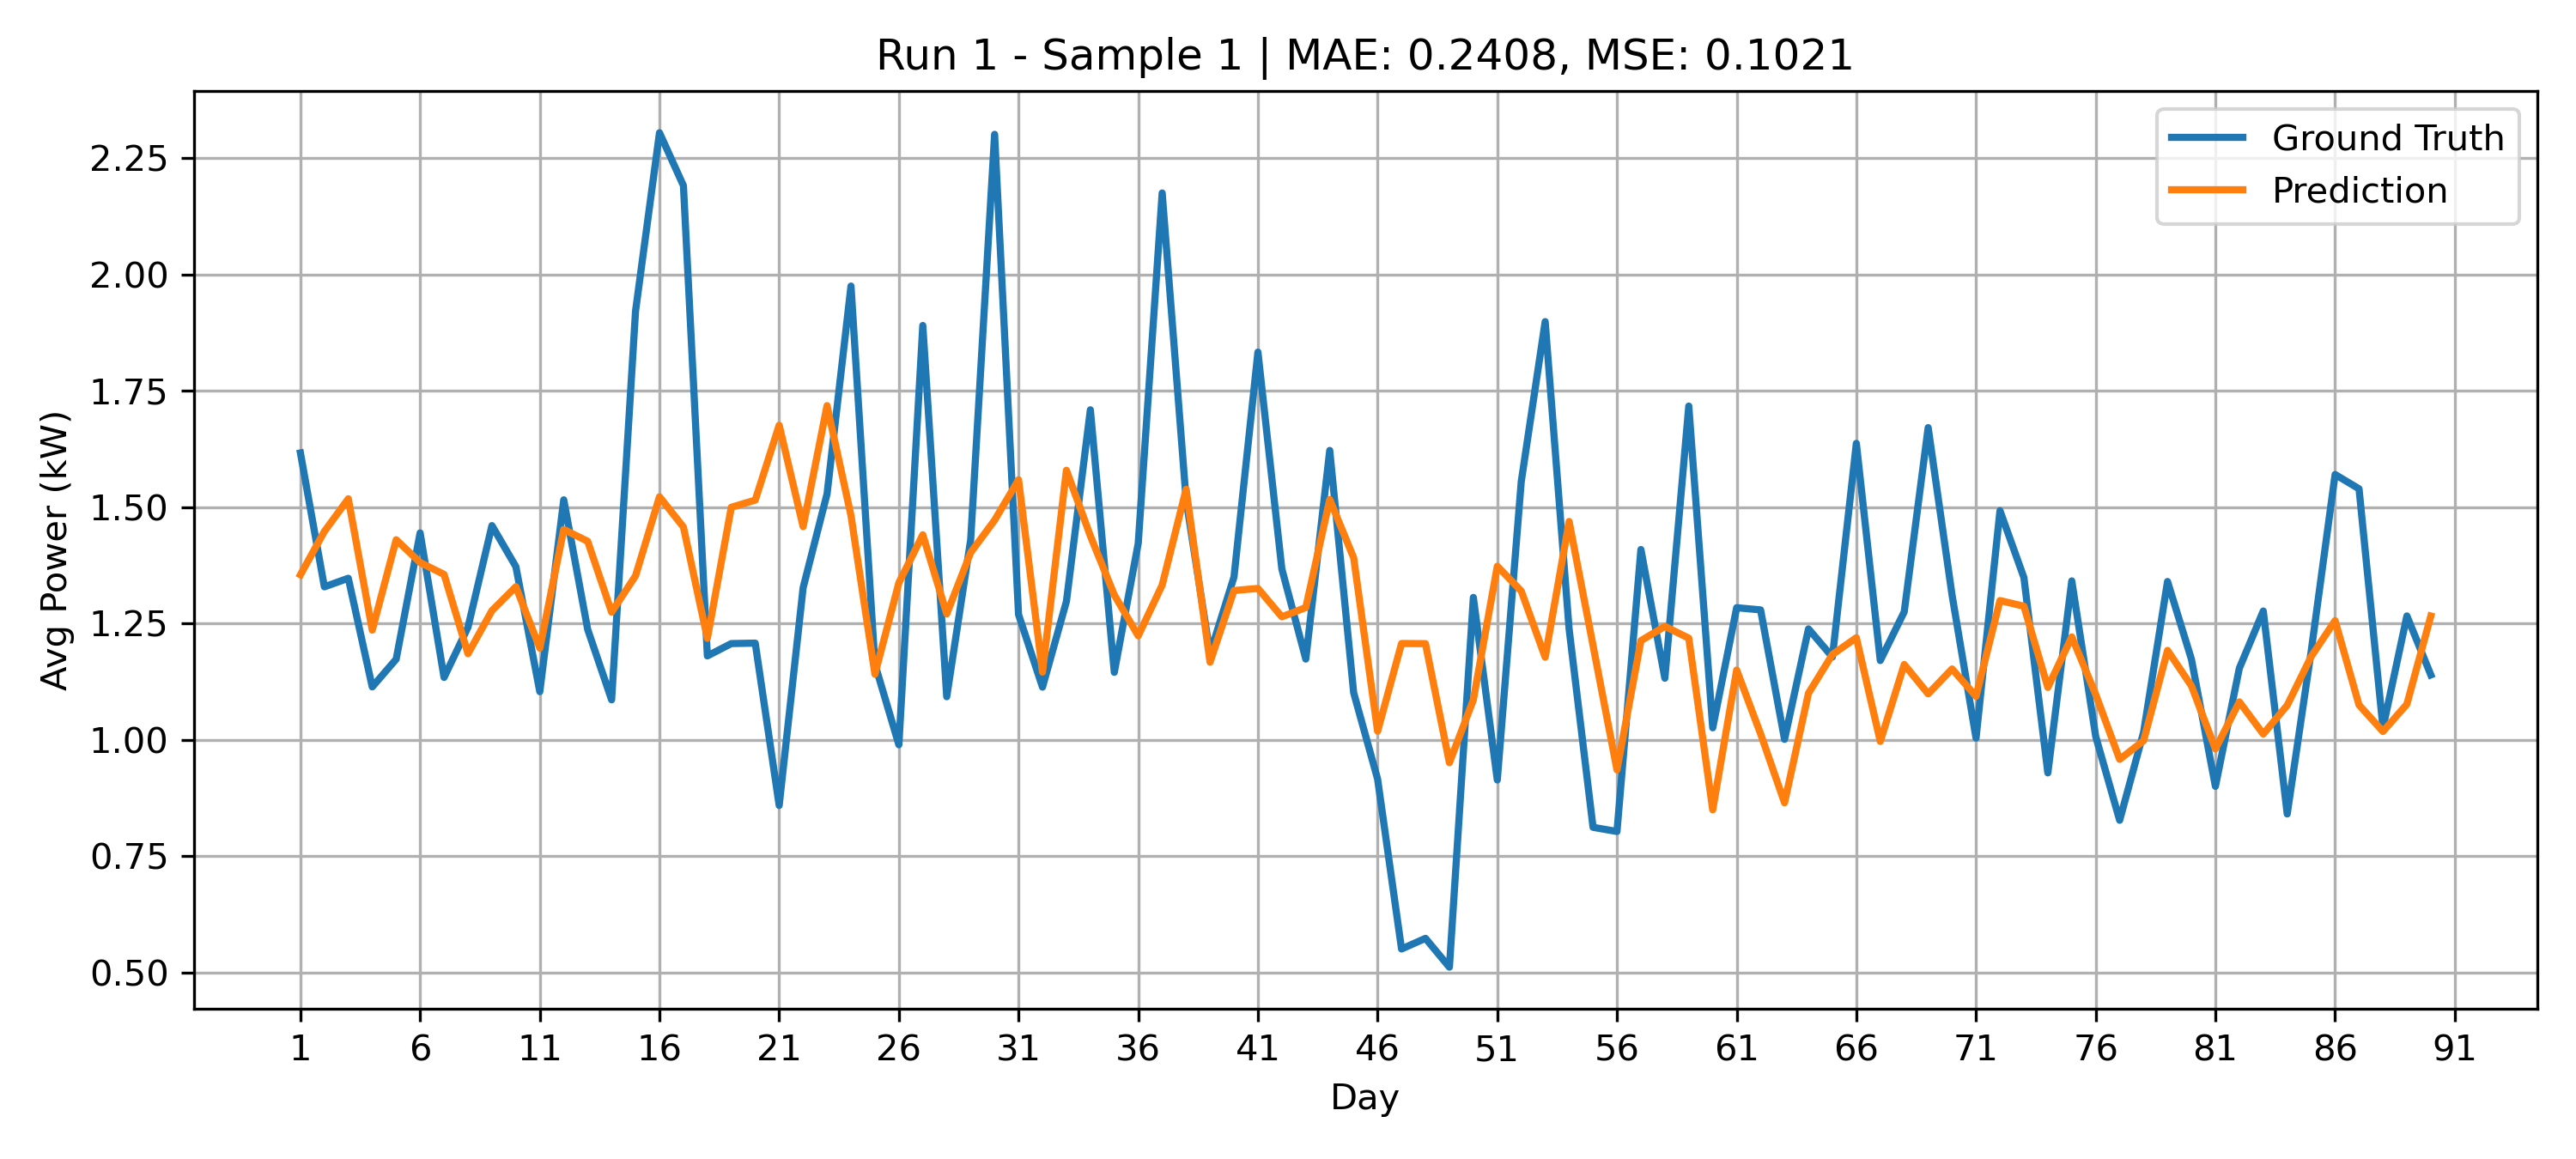 Run 1 - Sample 1 | MAE: 0.2408, MSE: 0.1021
Ground Truth
Prediction
Avg Power (kW)
2.25
2.00
1.75
1.50
1.25
1.00
0.75
0.50
1 6 11 16 21 26 31 36 41 46 51 56 61 66 71 76 81 86 91
Day